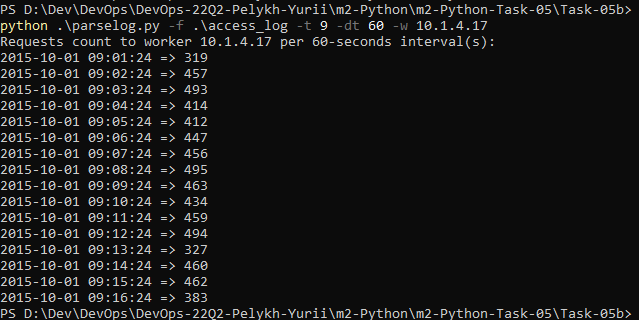 PS D:\Dev\DevOps\DevOps-22Q2-Pelykh-Yurii\m2-Python\m2-Python-Task-05\Task-05b>
python .\parselog.py -f .\access_log -t 9 -dt 60 -w 10.1.4.17
Requests count to worker 10.1.4.17 per 60-seconds interval(s):
2015-10-01 09:01:24 => 319
2015-10-01 09:02:24 => 457
2015-10-01 09:03:24 => 493
2015-10-01 09:04:24 => 414
2015-10-01 09:05:24 => 412
2015-10-01 09:06:24 => 447
2015-10-01 09:07:24 => 456
2015-10-01 09:08:24 => 495
2015-10-01 09:09:24 => 463
2015-10-01 09:10:24 => 434
2015-10-01 09:11:24 => 459
2015-10-01 09:12:24 => 494
2015-10-01 09:13:24 => 327
2015-10-01 09:14:24 => 460
2015-10-01 09:15:24 => 462
2015-10-01 09:16:24 => 383
PS D:\Dev\DevOps\DevOps-22Q2-Pelykh-Yurii\m2-Python\m2-Python-Task-05\Task-05b>